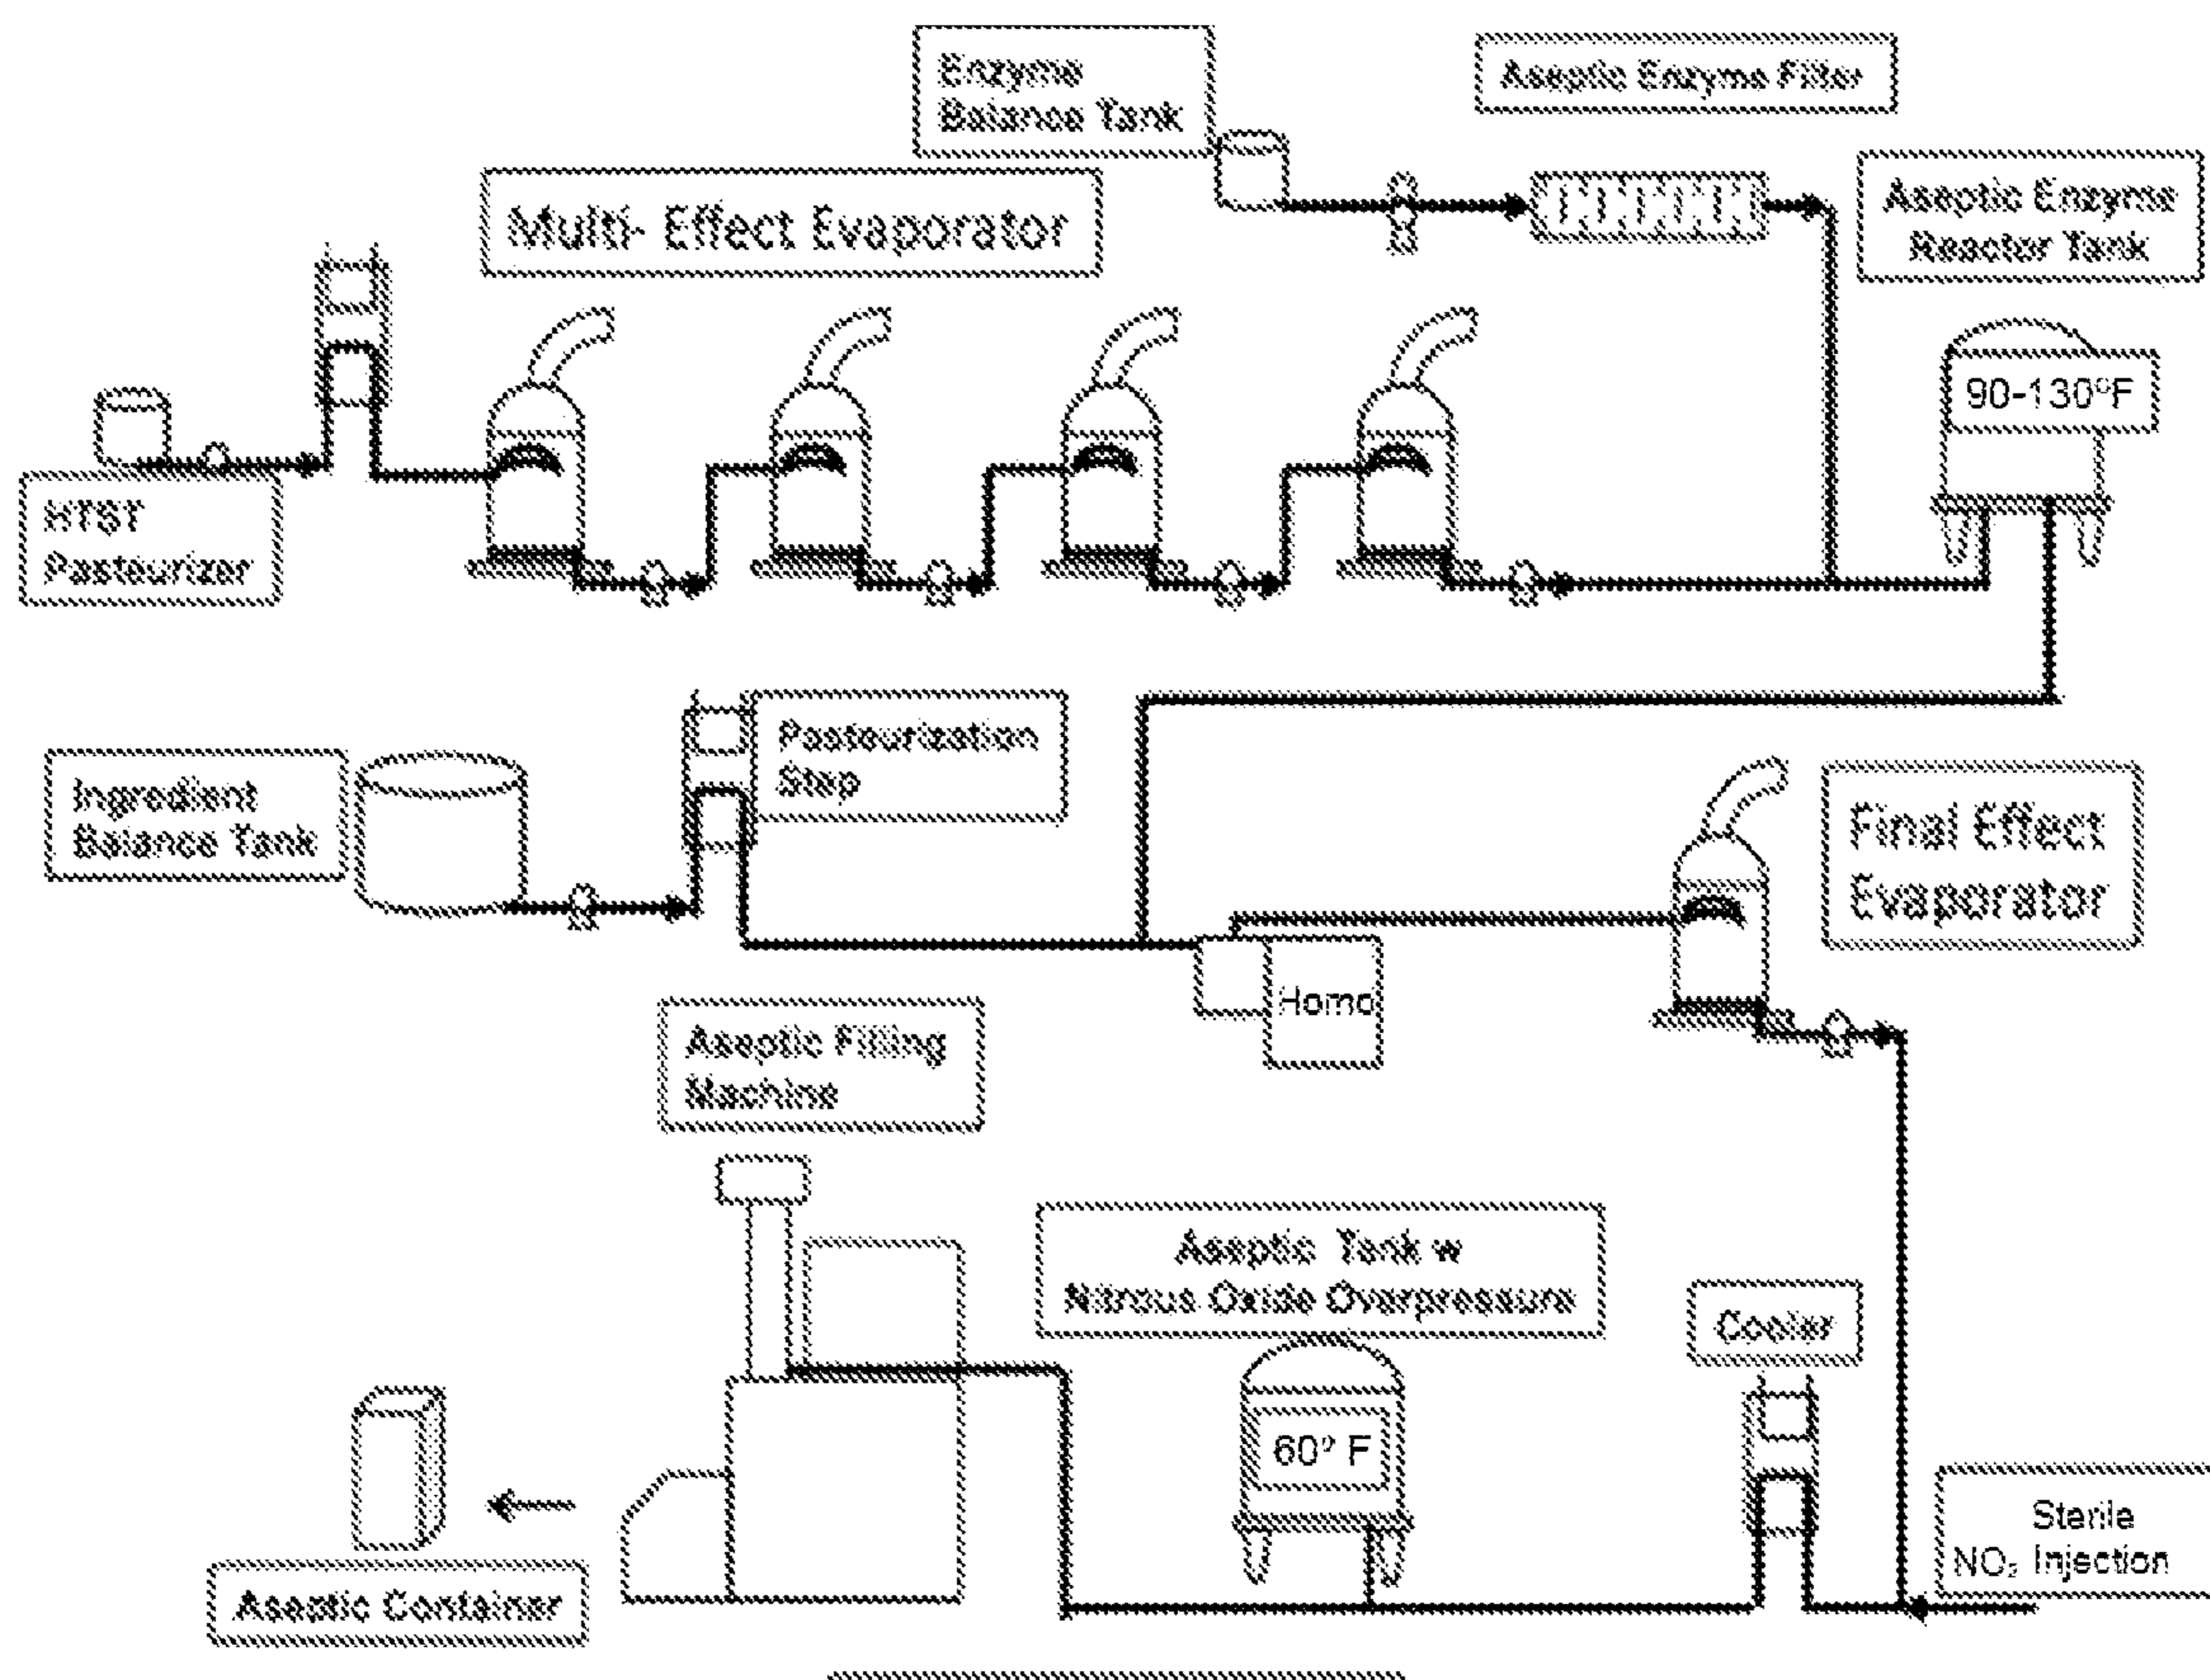 Enzyme
Balance Tank
Aseptic Enzyme Filter
Multi- Effect Evaporator
Aseptic Enzyme
Reactor Tank
90-130°F
HTST
Pasteurizer
Pasteurization
Step
Ingredient
Balance Tank
Final Effect
Evaporator
Homo
Aseptic Filling
Machine
Aseptic Tank w
Nitrous Oxide Overpressure
Cooler
60° F
Sterile
NO₂ Injection
Aseptic Container